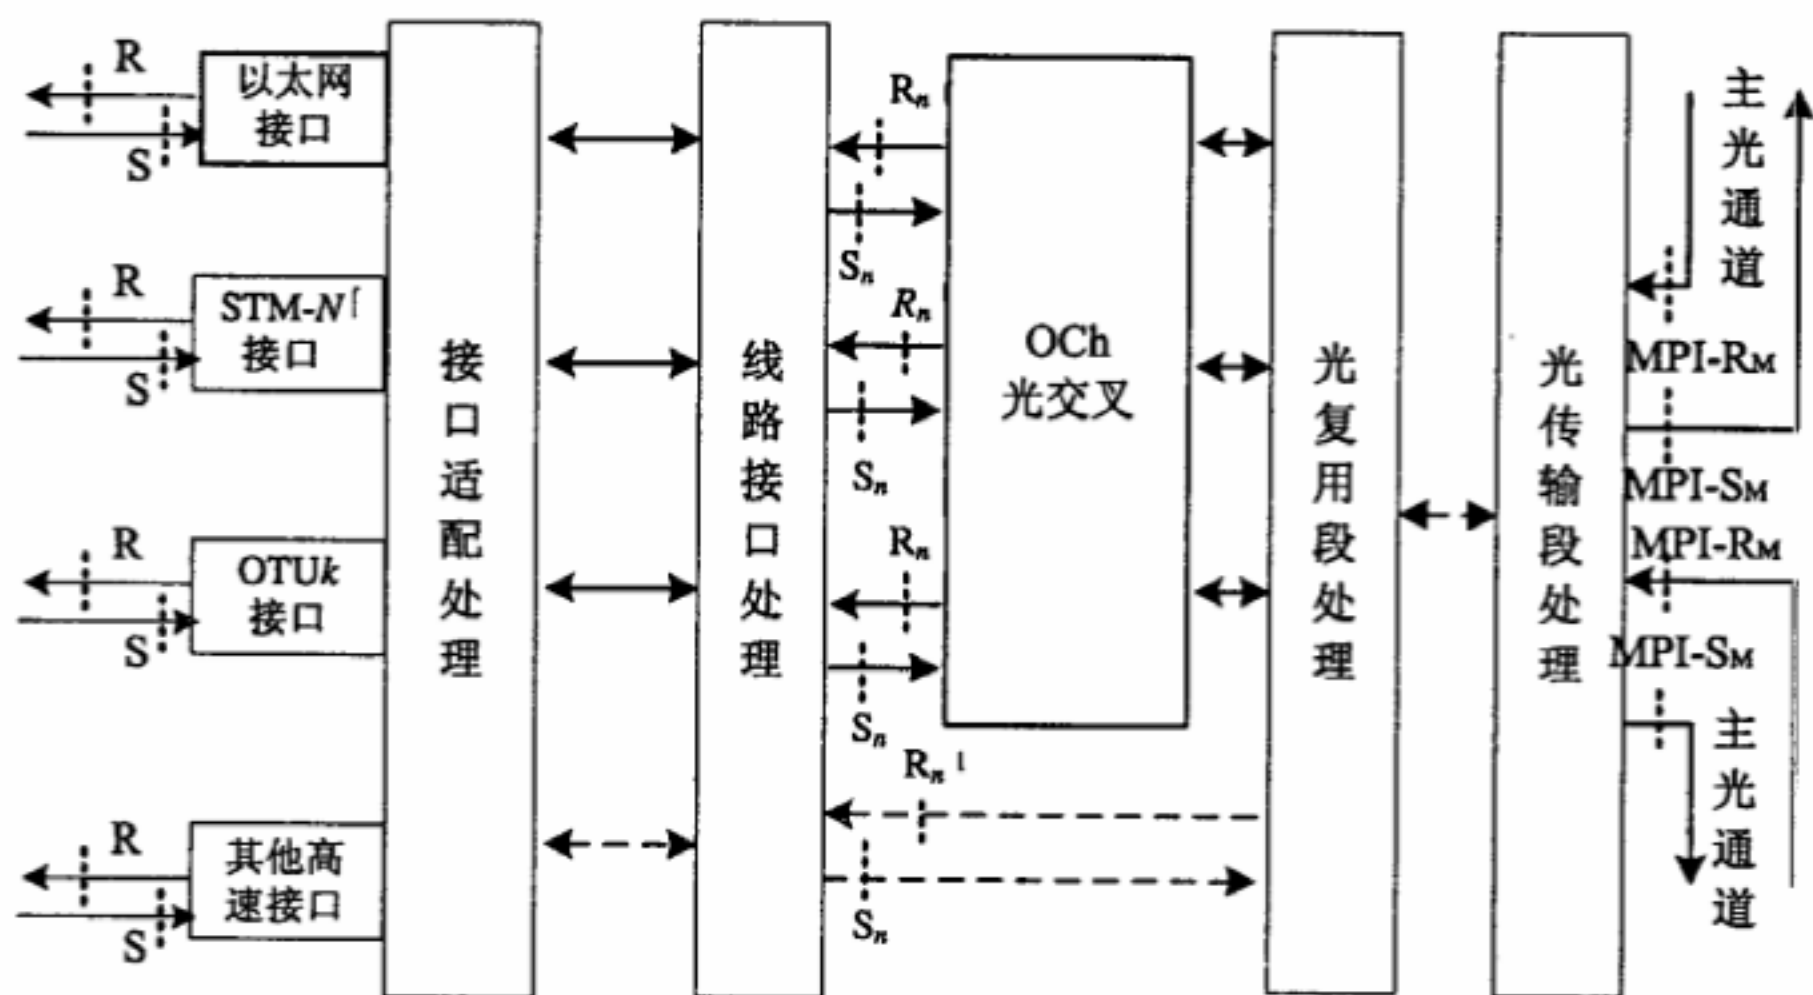 R
以太网
接口
S
R
STM-N
接口
S
R
OTUk
接口
S
R
其他高
速接口
S
接口适配处理
线路接口处理
Rn
Sn
Rn
Sn
Rn
Sn
Rn
Sn
OCh
光交叉
光复用段处理
光传输段处理
主光通道
MPI-RM
MPI-SM
MPI-RM
MPI-SM
主光通道